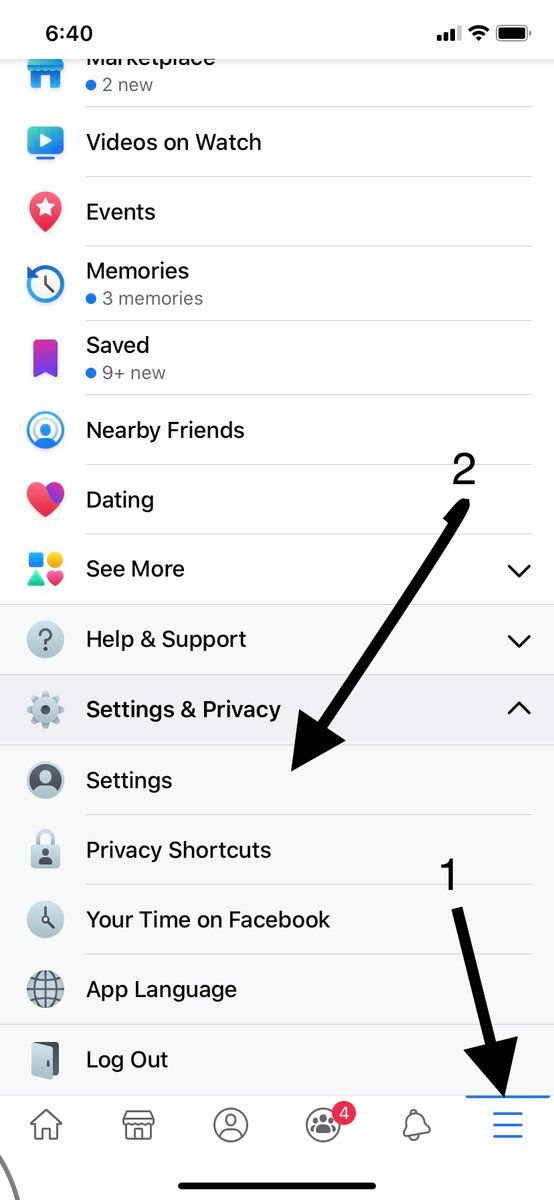 6:40
Marketplace
2 new
Videos on Watch
Events
Memories
3 memories
Saved
9+ new
Nearby Friends
2
Dating
See More
Help & Support
Settings & Privacy
Settings
Privacy Shortcuts
1
Your Time on Facebook
App Language
Log Out
4